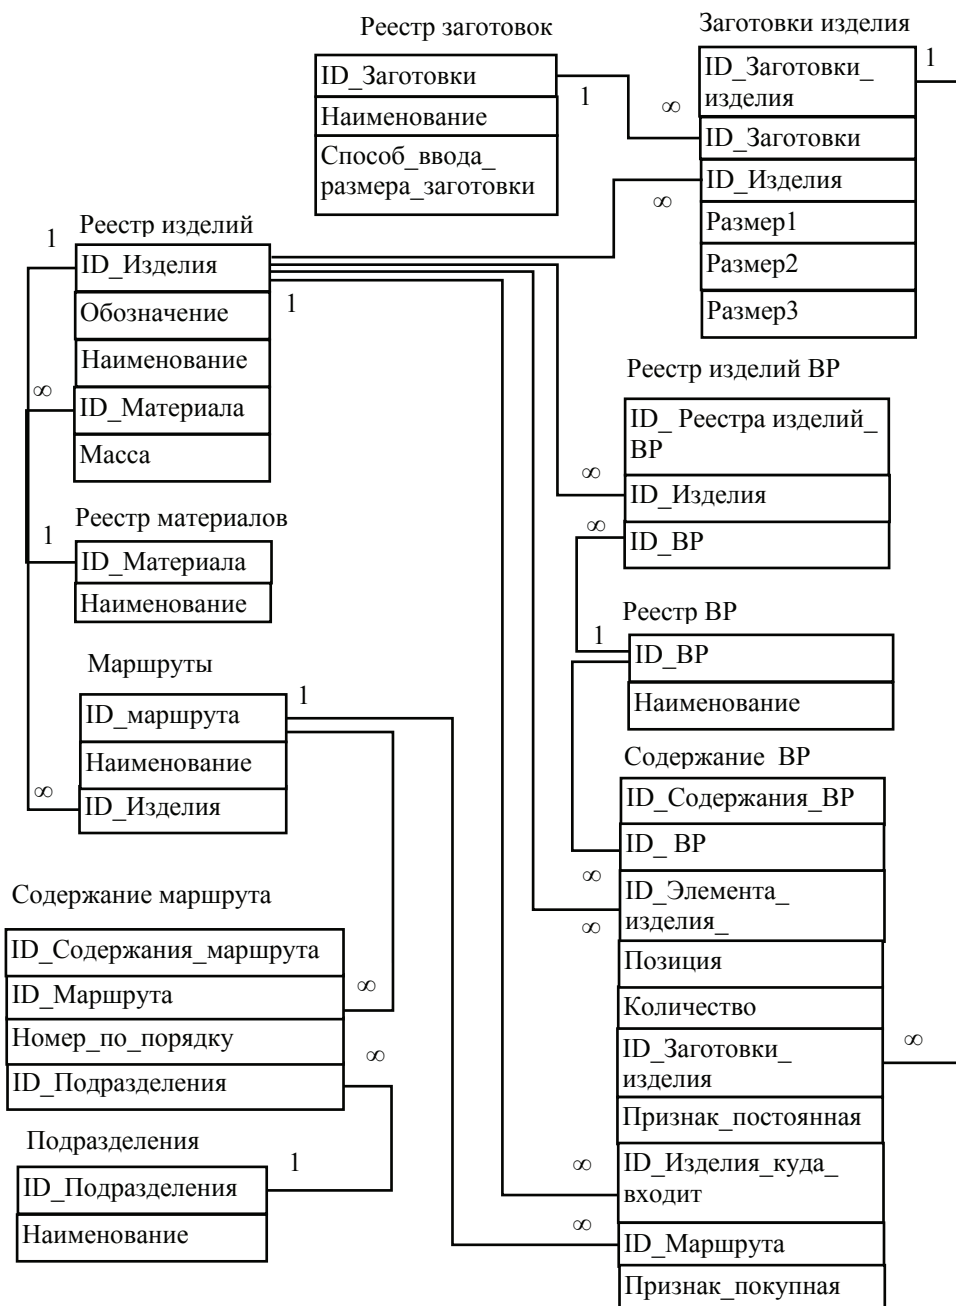 Реестр заготовок
ID_Заготовки
Наименование
Способ_ввода_
размера_заготовки
1
∞
Заготовки изделия
1
ID_Заготовки_
изделия
ID_Заготовки
ID_Изделия
Размер1
Размер2
Размер3
∞
Реестр изделий
1
ID_Изделия
Обозначение
Наименование
ID_Материала
Масса
1
∞
Реестр материалов
1
ID_Материала
Наименование
Реестр изделий ВР
ID_ Реестра изделий_
ВР
ID_Изделия
ID_ВР
∞
∞
Реестр ВР
1
ID_ВР
Наименование
Маршруты
1
ID_маршрута
Наименование
ID_Изделия
∞
Содержание ВР
ID_Содержания_ВР
ID_ ВР
ID_Элемента_
изделия_
Позиция
Количество
ID_Заготовки_
изделия
Признак_постоянная
ID_Изделия_куда_
входит
ID_Маршрута
Признак_покупная
∞
∞
∞
∞
∞
Содержание маршрута
ID_Содержания_маршрута
ID_Маршрута
Номер_по_порядку
ID_Подразделения
∞
∞
Подразделения
1
ID_Подразделения
Наименование